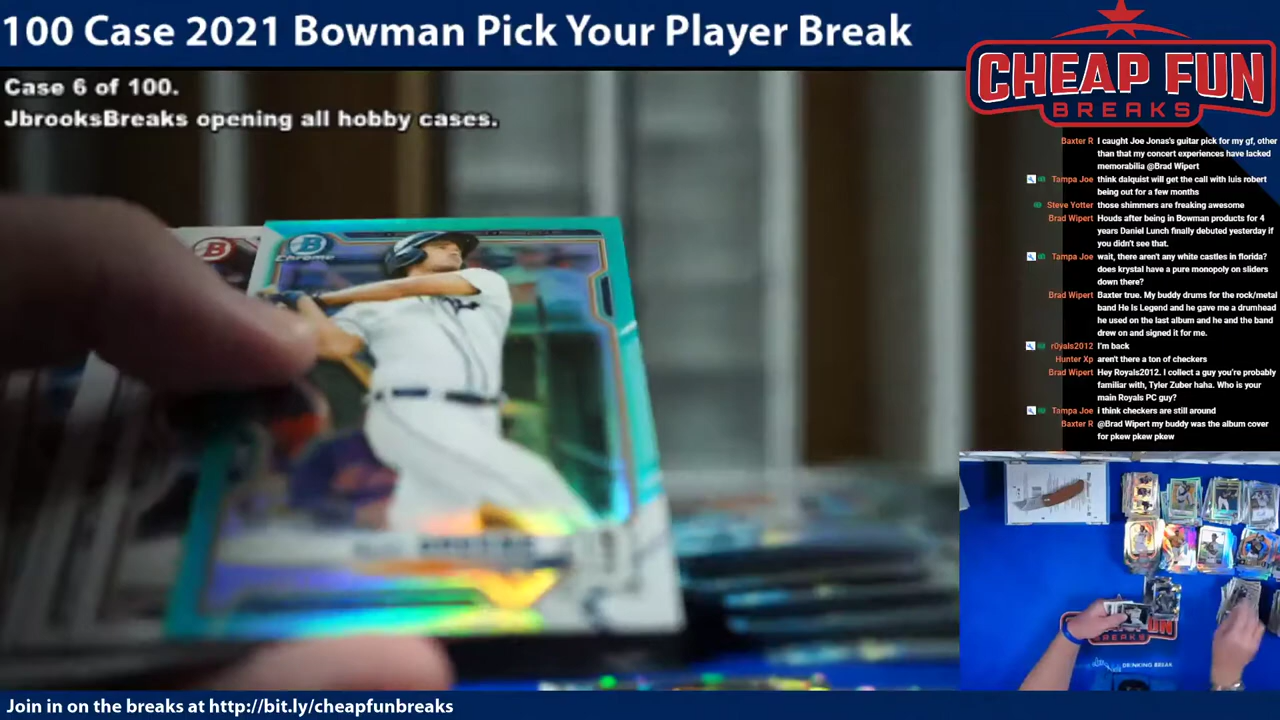 100 Case 2021 Bowman Pick Your Player Break
Case 6 of 100.
JbrooksBreaks opening all hobby cases.
CHEAP FUN
BREAKS
Baxter R I caught Joe Jonas's guitar pick for my gf, other
than that my concert experiences have lacked
memorabilia @Brad Wipert
Tampa Joe think dalquist will get the call with luis robert
being out for a few months
Steve Yotter those shimmers are freaking awesome
Brad Wipert Houds after being in Bowman products for 4
years Daniel Lunch finally debuted yesterday if
you didn't see that.
Tampa Joe wait, there aren't any white castles in florida?
does krystal have a pure monopoly on sliders
down there?
Brad Wipert Baxter true. My buddy drums for the rock/metal
band He Is Legend and he gave me a drumhead
he used on the last album and he and the band
drew on and signed it for me.
r0yals2012 I'm back
Hunter Xp aren't there a ton of checkers
Brad Wipert Hey Royals2012. I collect a guy you're probably
familiar with, Tyler Zuber haha. Who is your
main Royals PC guy?
Tampa Joe i think checkers are still around
Baxter R @Brad Wipert my buddy was the album cover
for pkew pkew pkew
B
B
Chrome
CHEAP FUN
BREAKS
DRINKING BREAK
Join in on the breaks at http://bit.ly/cheapfunbreaks